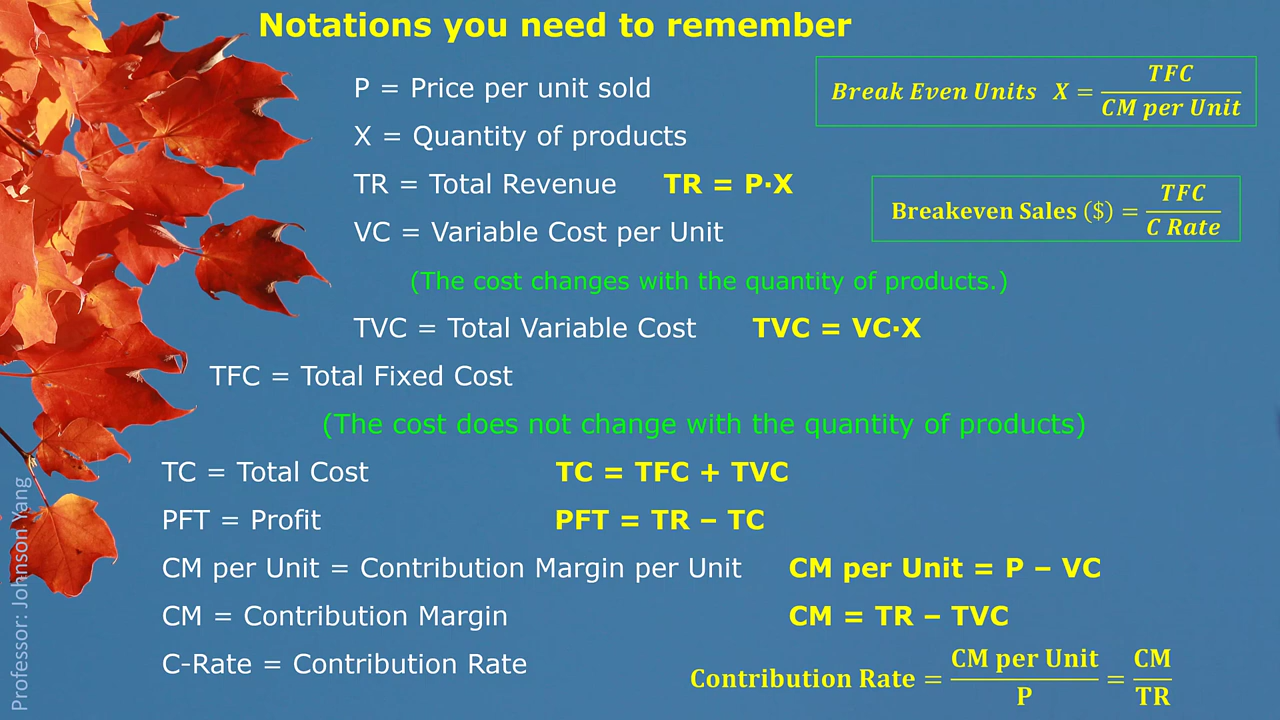 Notations you need to remember
P = Price per unit sold
Break Even Units X = TFC / CM per Unit
X = Quantity of products
TR = Total Revenue TR = P·X
Breakeven Sales ($) = TFC / C Rate
VC = Variable Cost per Unit
(The cost changes with the quantity of products.)
TVC = Total Variable Cost TVC = VC·X
TFC = Total Fixed Cost
(The cost does not change with the quantity of products)
TC = Total Cost TC = TFC + TVC
PFT = Profit PFT = TR – TC
CM per Unit = Contribution Margin per Unit CM per Unit = P – VC
CM = Contribution Margin CM = TR – TVC
C-Rate = Contribution Rate Contribution Rate = CM per Unit / P = CM / TR
Professor: Johnson Yang